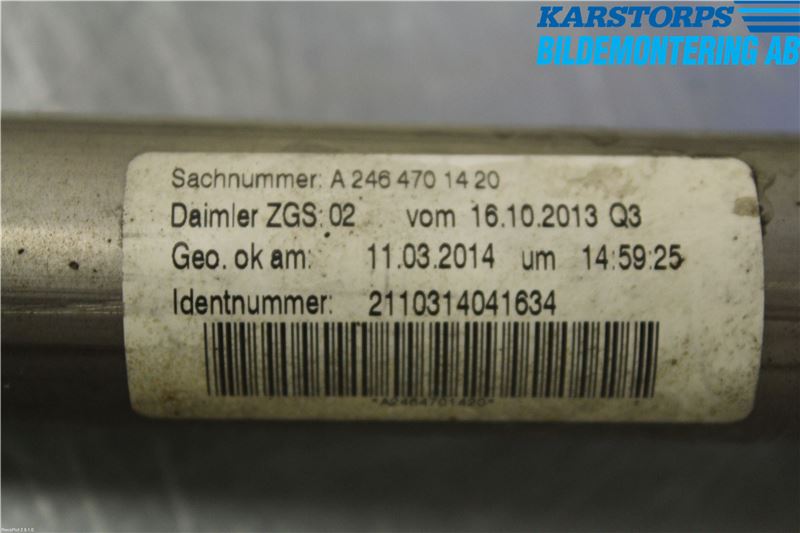 KARSTORPS
BILDEMONTERING AB
Sachnummer: A 246 470 14 20
Daimler ZGS: 02 vom 16.10.2013 Q3
Geo. ok am: 11.03.2014 um 14:59:25
Identnummer: 2110314041634
*A2464701420*